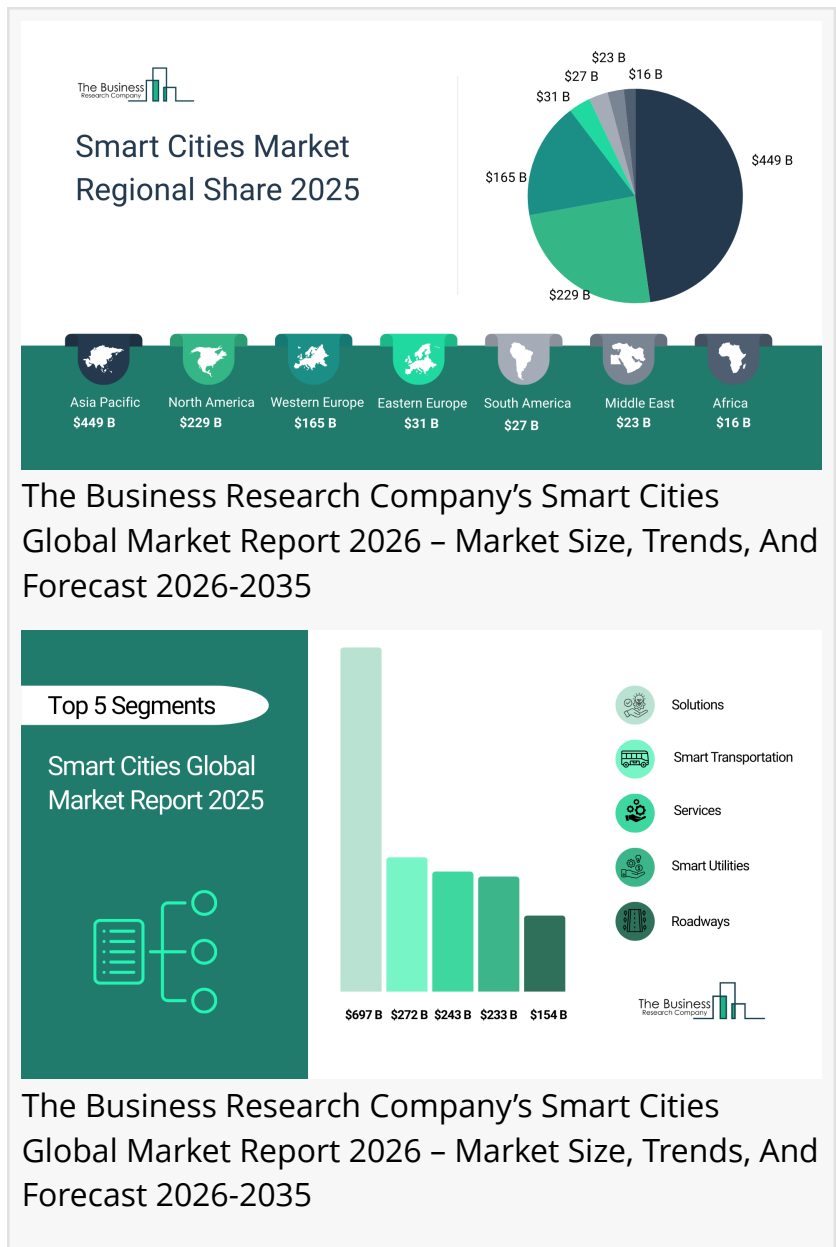 The Business
Research Company
Smart Cities Market
Regional Share 2025
$23 B
$16 B
$27 B
$31 B
$449 B
$165 B
$229 B
Asia Pacific
$449 B
North America
$229 B
Western Europe
$165 B
Eastern Europe
$31 B
South America
$27 B
Middle East
$23 B
Africa
$16 B
The Business Research Company’s Smart Cities
Global Market Report 2026 – Market Size, Trends, And
Forecast 2026-2035
Top 5 Segments
Smart Cities Global
Market Report 2025
$697 B $272 B $243 B $233 B $154 B
Solutions
Smart Transportation
Services
Smart Utilities
Roadways
The Business
Research Company
The Business Research Company’s Smart Cities
Global Market Report 2026 – Market Size, Trends, And
Forecast 2026-2035